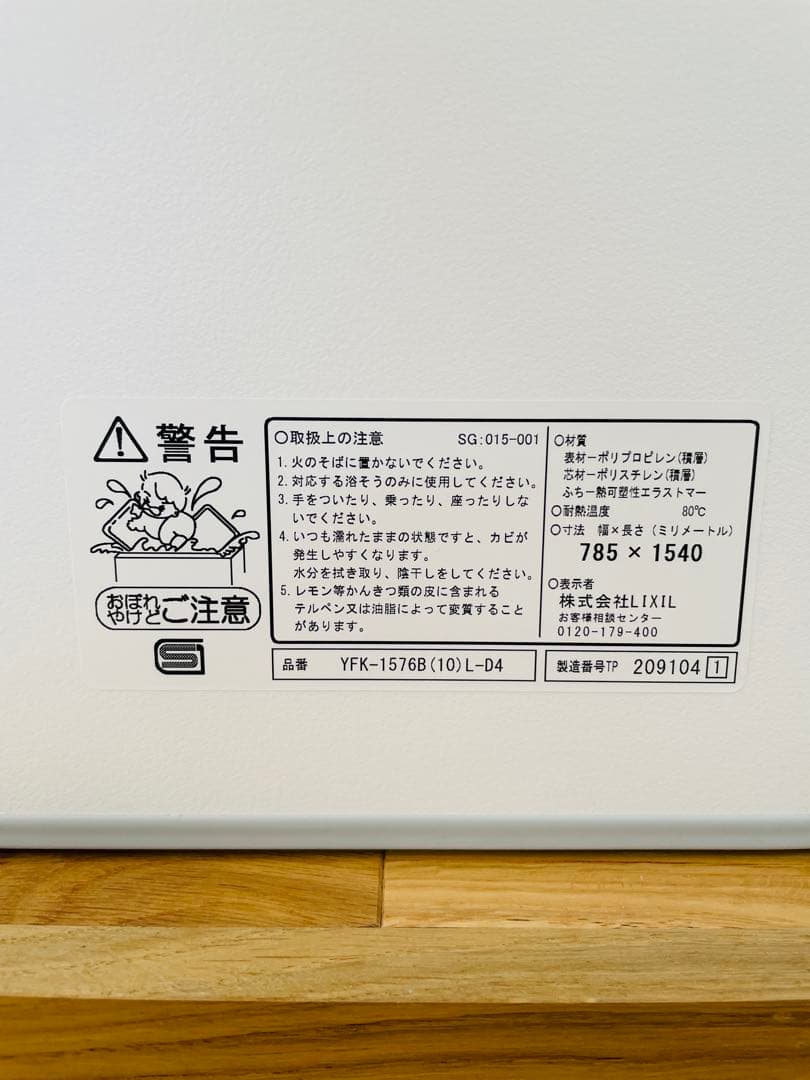 警告
おぼれ
やけど
とご注意
○取扱上の注意 SG:015-001
1. 火のそばに置かないでください。
2. 対応する浴そうのみに使用してください。
3. 手をついたり、乗ったり、座ったりしな
いでください。
4. いつも濡れたままの状態ですと、カビが
発生しやすくなります。
水分を拭き取り、陰干しをしてください。
5. レモン等かんきつ類の皮に含まれる
テルペン又は油脂によって変質すること
があります。
○材質
表材ーポリプロピレン(積層)
芯材ーポリスチレン(積層)
ふちー熱可塑性エラストマー
○耐熱温度 80℃
○寸法 幅×長さ(ミリメートル)
785 × 1540
○表示者
株式会社LIXIL
お客様相談センター
0120-179-400
品番 YFK-1576B(10)L-D4
製造番号TP 209104 1